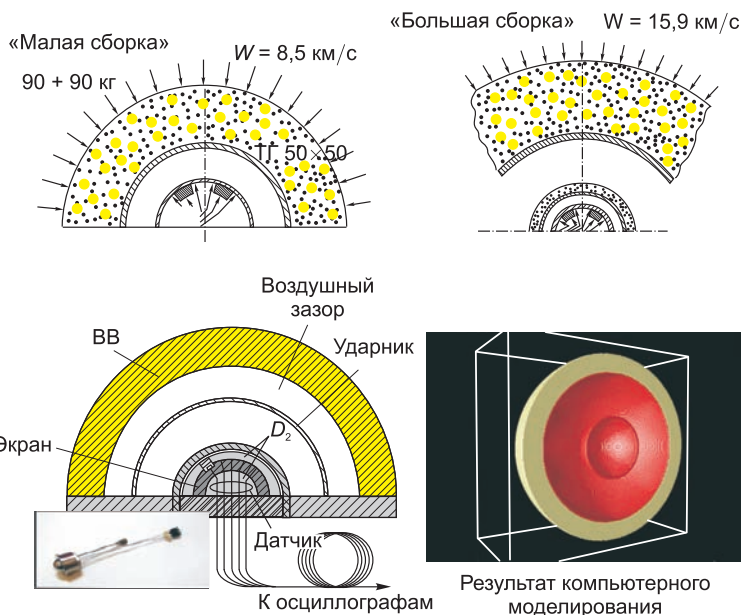 «Малая сборка»
W = 8,5 км/с
90 + 90 кг
ТГ 50×50
«Большая сборка»
W = 15,9 км/с
Воздушный
зазор
ВВ
Ударник
D₂
Экран
Датчик
К осциллографам
Результат компьютерного
моделирования